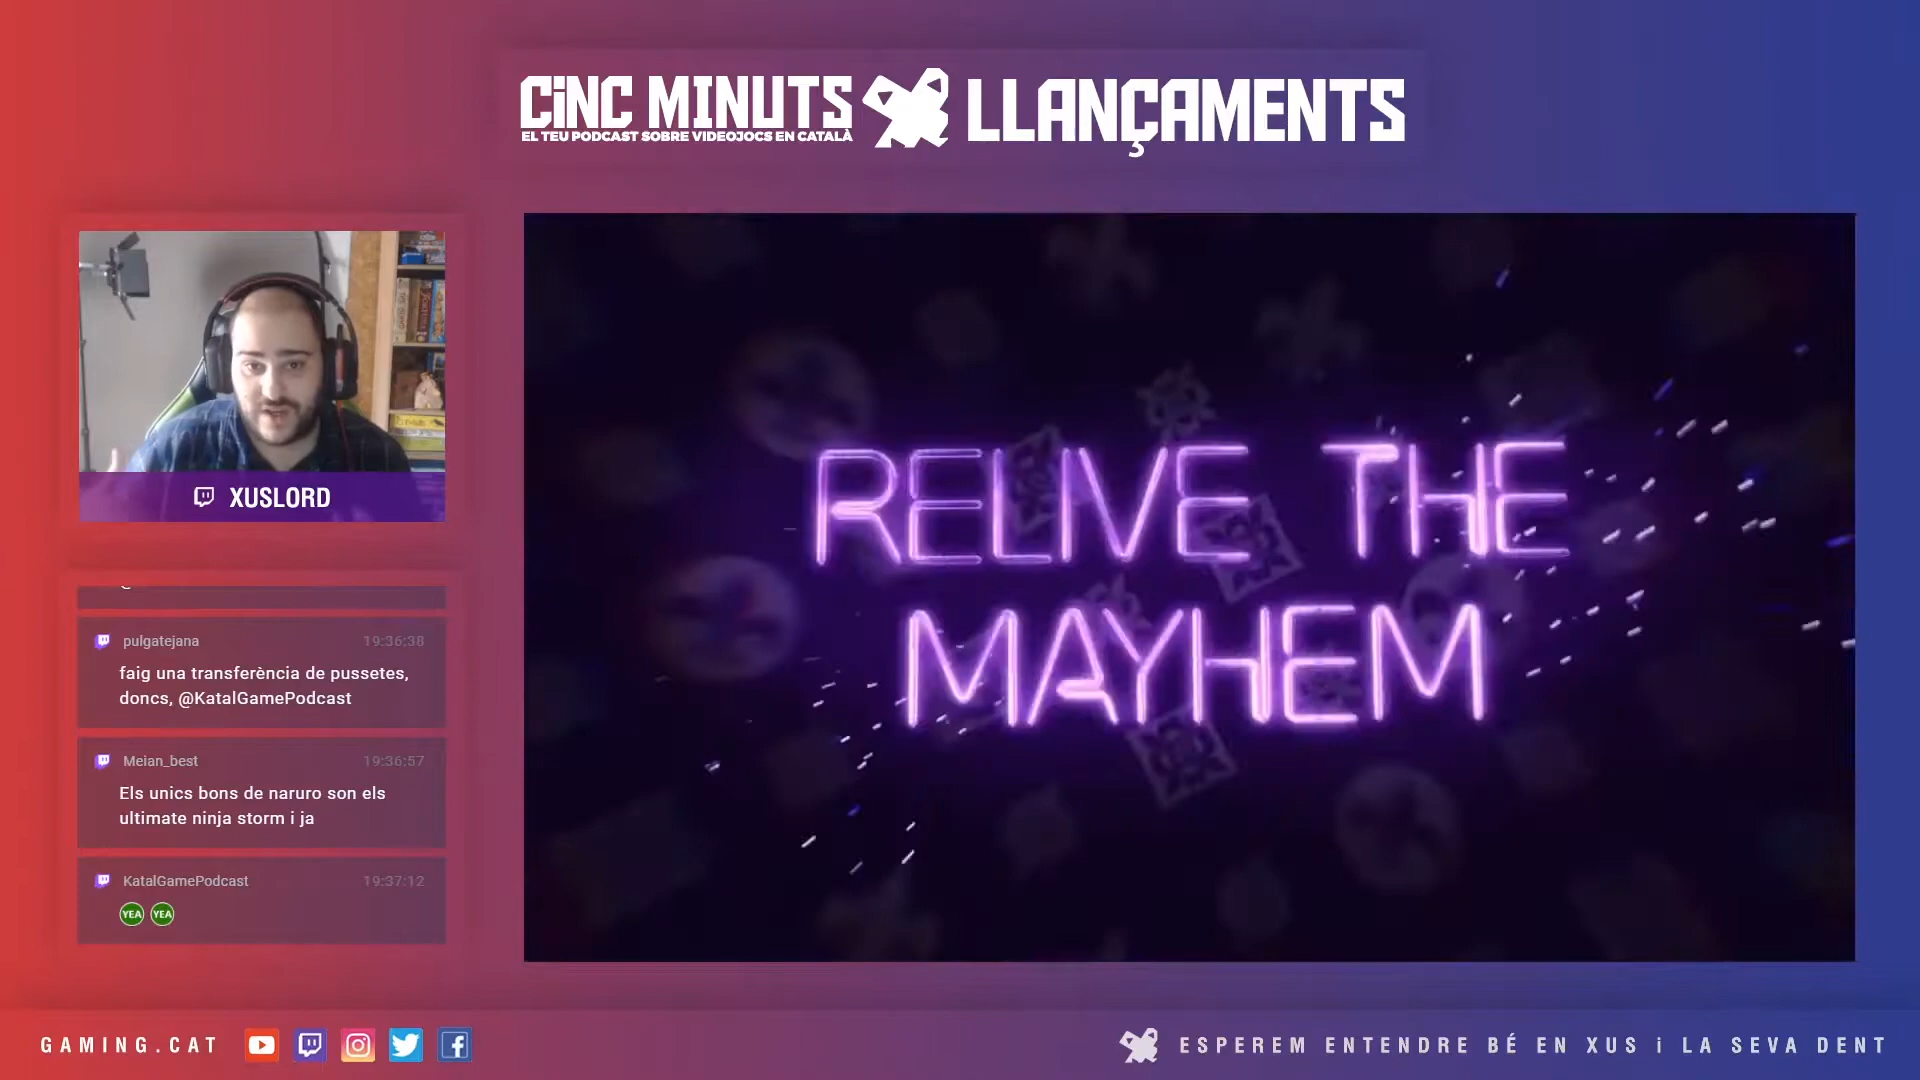 CINC MINUTS
EL TEU PODCAST SOBRE VIDEOJOCS EN CATALÀ
LLANÇAMENTS
XUSLORD
pulgatejana 19:36:38
faig una transferència de pussetes,
doncs, @KatalGamePodcast
Meian_best 19:36:57
Els unics bons de naruro son els
ultimate ninja storm i ja
KatalGamePodcast 19:37:12
YEA YEA
RELIVE THE
MAYHEM
GAMING.CAT
ESPEREM ENTENDRE BÉ EN XUS i LA SEVA DENT